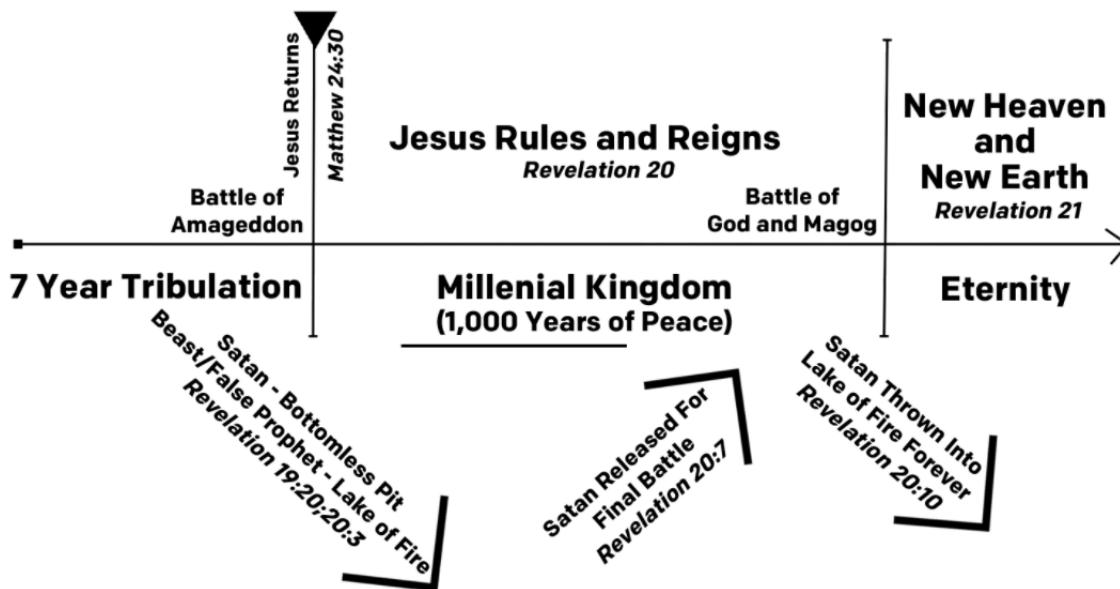 Jesus Returns
Matthew 24:30
Battle of
Amageddon
Jesus Rules and Reigns
Revelation 20
Battle of
God and Magog
New Heaven
and
New Earth
Revelation 21
7 Year Tribulation
Millenial Kingdom
(1,000 Years of Peace)
Eternity
Satan - Bottomless Pit
Beast/False Prophet - Lake of Fire
Revelation 19:20;20:3
Satan Released For
Final Battle
Revelation 20:7
Satan Thrown Into
Lake of Fire Forever
Revelation 20:10